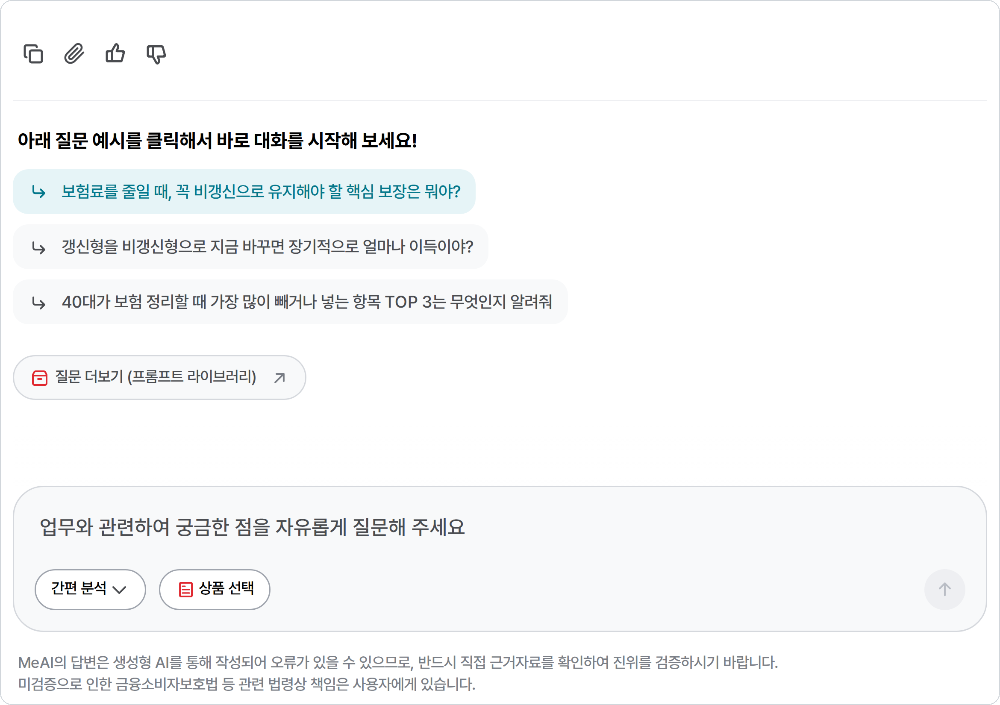 아래 질문 예시를 클릭해서 바로 대화를 시작해 보세요!
보험료를 줄일 때, 꼭 비갱신으로 유지해야 할 핵심 보장은 뭐야?
갱신형을 비갱신형으로 지금 바꾸면 장기적으로 얼마나 이득이야?
40대가 보험 정리할 때 가장 많이 빼거나 넣는 항목 TOP 3는 무엇인지 알려줘
질문 더보기 (프롬프트 라이브러리)
업무와 관련하여 궁금한 점을 자유롭게 질문해 주세요
간편 분석
상품 선택
MeAI의 답변은 생성형 AI를 통해 작성되어 오류가 있을 수 있으므로, 반드시 직접 근거자료를 확인하여 진위를 검증하시기 바랍니다.
미검증으로 인한 금융소비자보호법 등 관련 법령상 책임은 사용자에게 있습니다.